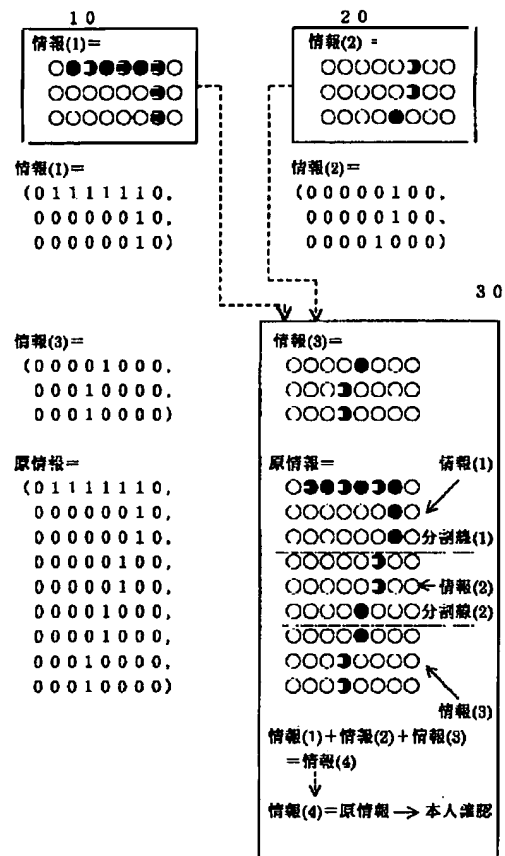 10
情報(1)=
情報(1)=
(01111110,
00000010,
00000010)
20
情報(2)=
情報(2)=
(00000100,
00000100、
00001000)
30
情報(3)=
(00001000,
00010000,
00010000)
原情報=
(01111110,
00000010,
00000010,
00000100,
00000100,
00001000,
00001000,
00010000,
00010000)
情報(3)=
原情報=
情報(1)
分割線(1)
情報(2)
分割線(2)
情報(3)
情報(1)+情報(2)+情報(3)
=情報(4)
情報(4)=原情報→本人確認